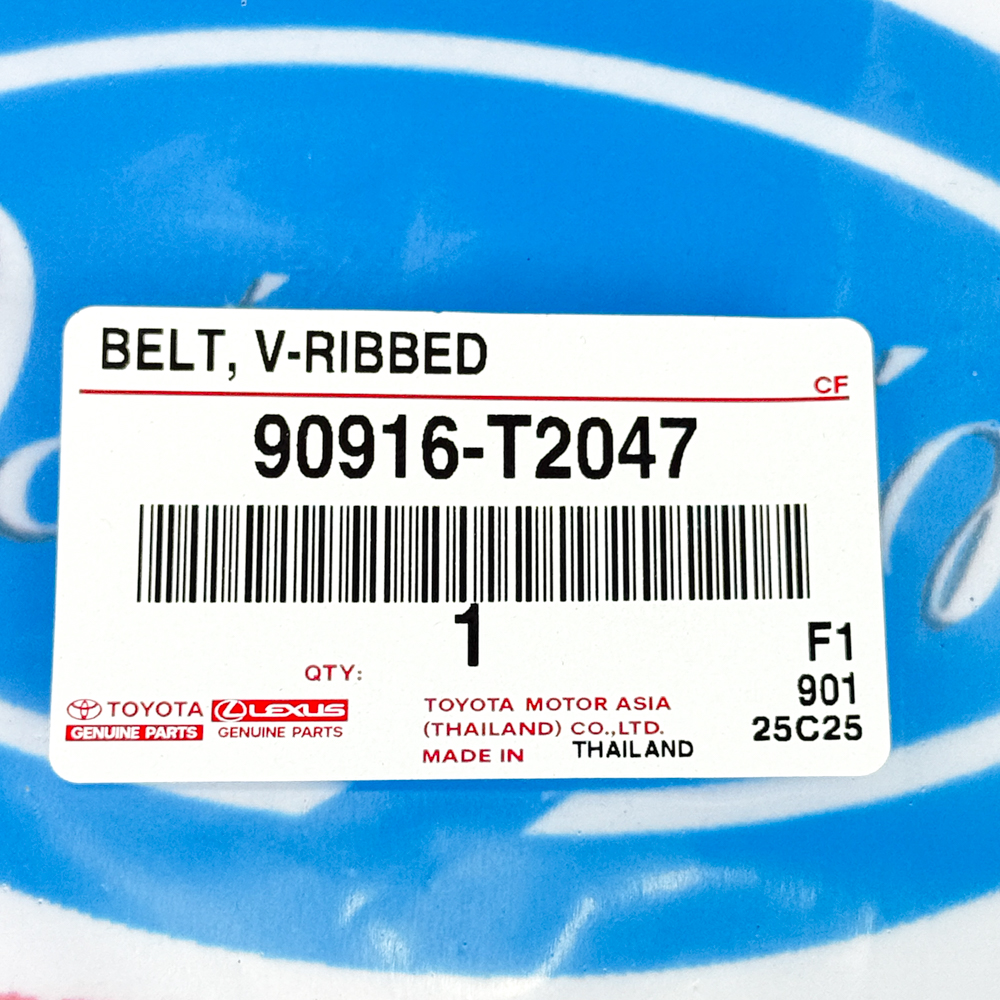 BELT, V-RIBBED
CF
90916-T2047
1
QTY:
F1
901
25C25
TOYOTA
GENUINE PARTS
LEXUS
GENUINE PARTS
TOYOTA MOTOR ASIA
(THAILAND) CO.,LTD.
MADE IN THAILAND